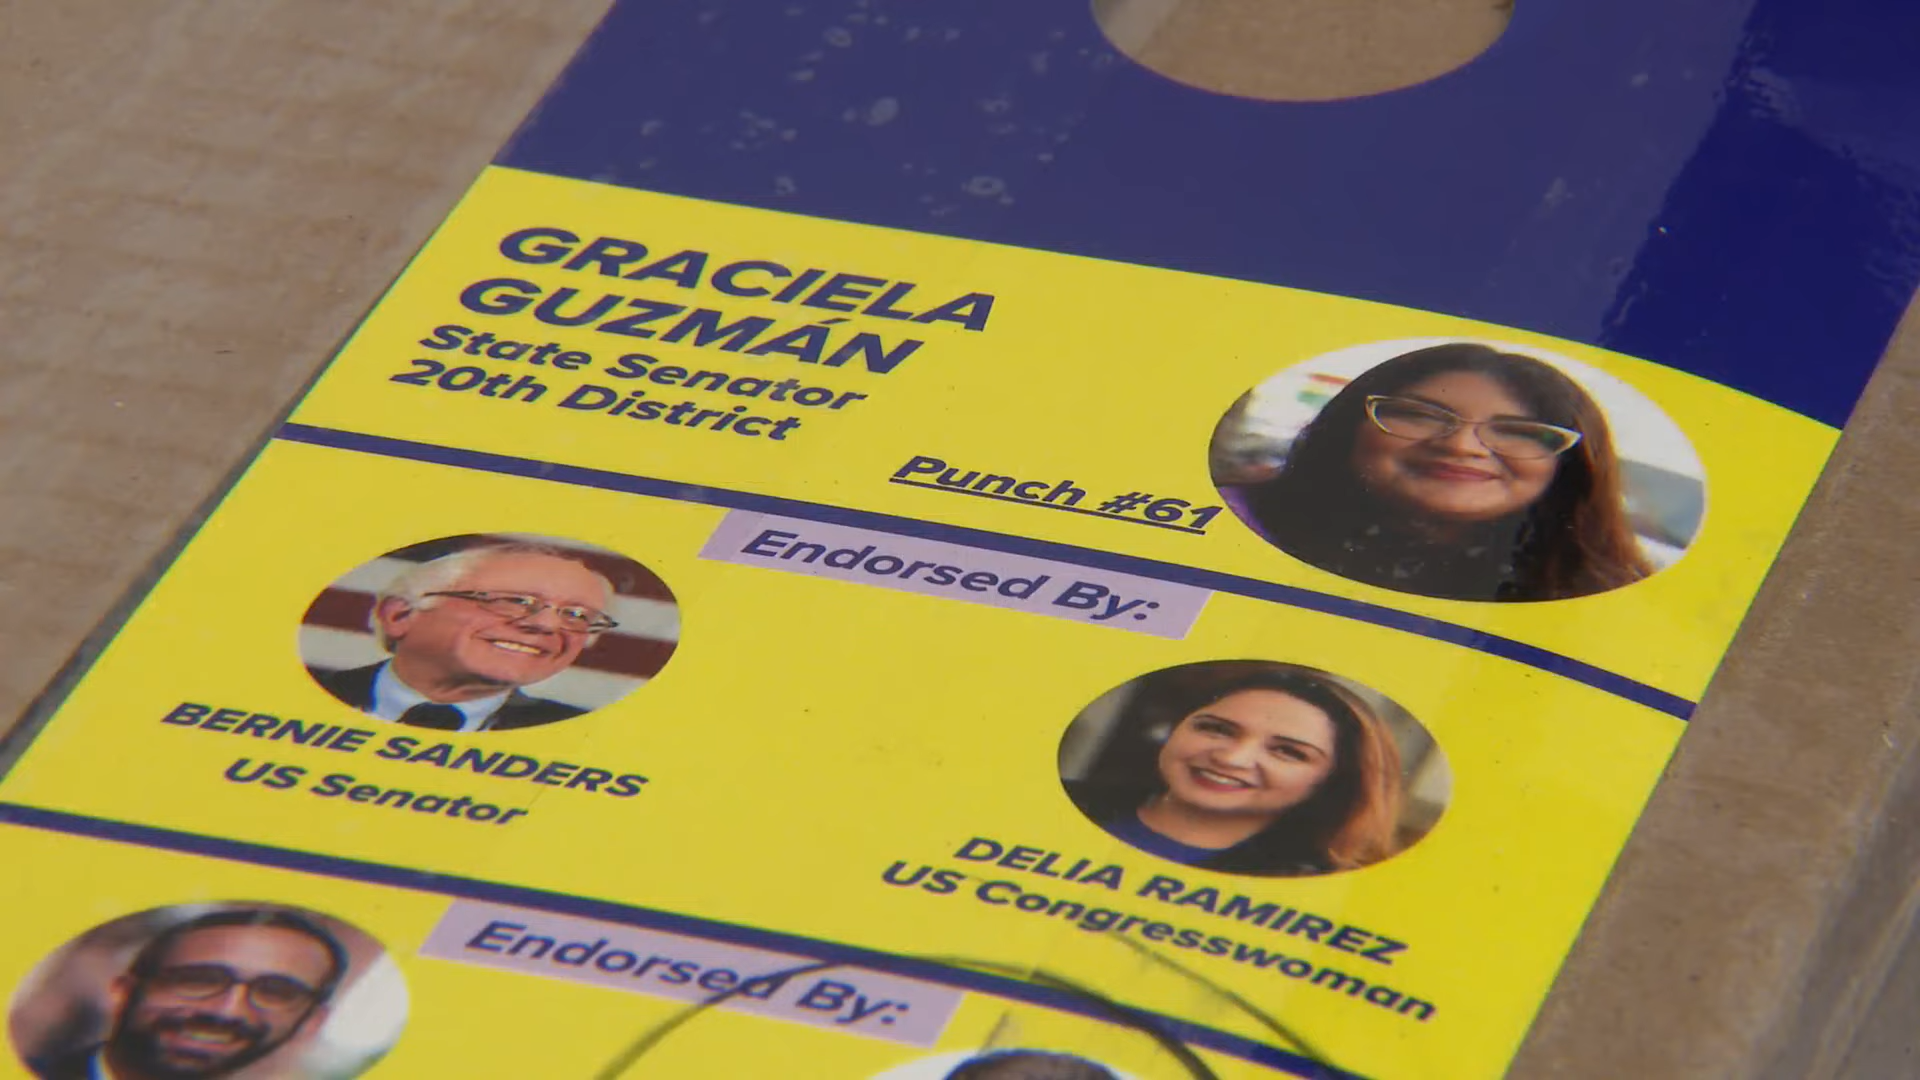 GRACIELA
GUZMÁN
State Senator
20th District
Punch #61
Endorsed By:
BERNIE SANDERS
US Senator
DELIA RAMIREZ
US Congresswoman
Endorsed By: